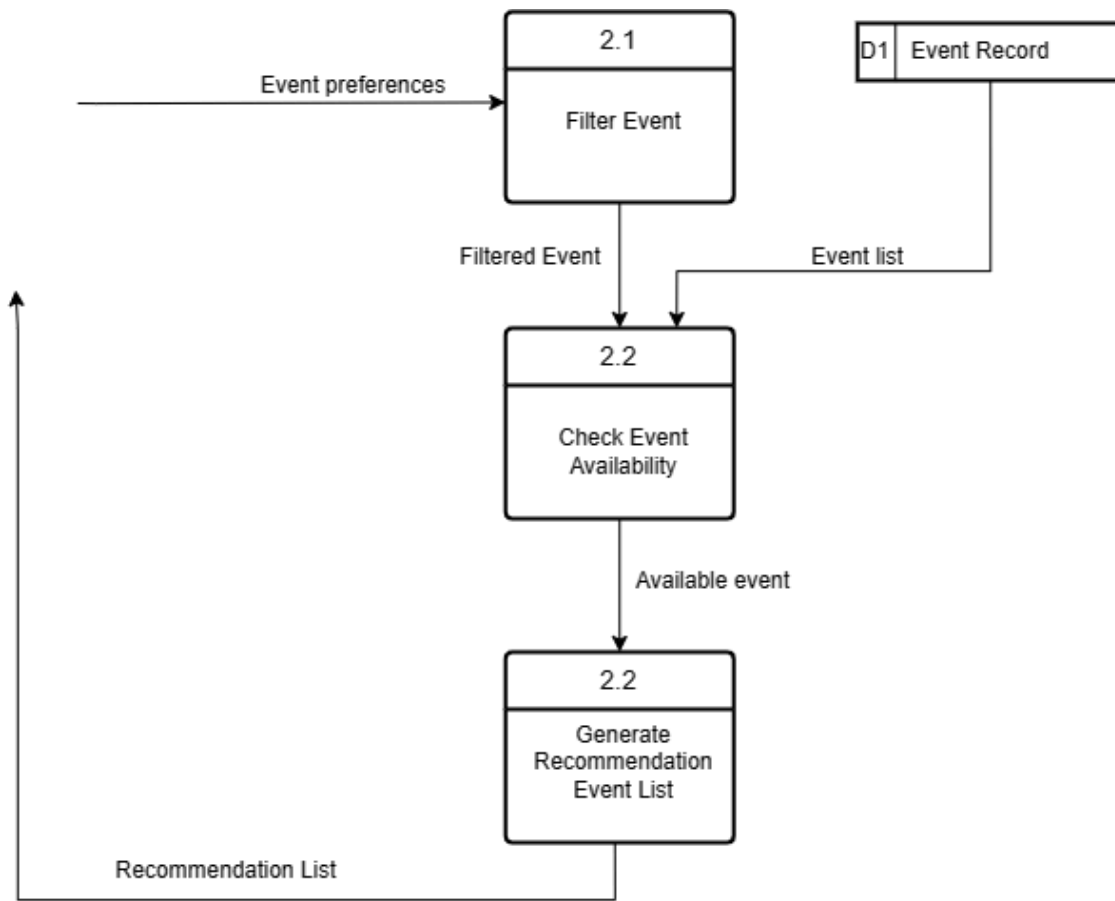 2.1
D1
Event Record
Event preferences
Filter Event
Filtered Event
Event list
2.2
Check Event
Availability
Available event
2.2
Generate
Recommendation
Event List
Recommendation List